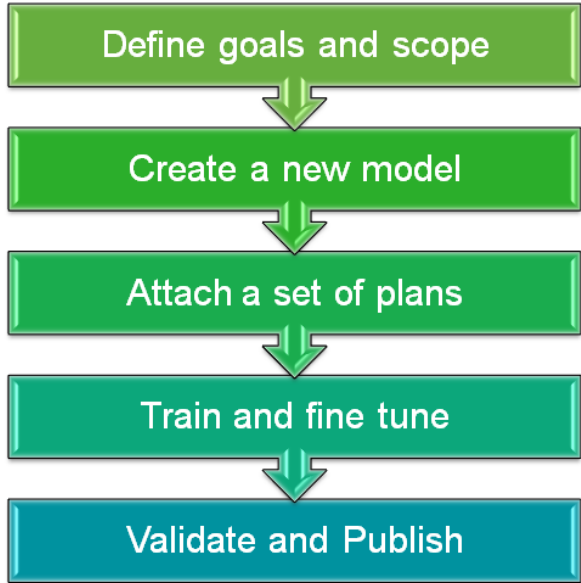 Define goals and scope
Create a new model
Attach a set of plans
Train and fine tune
Validate and Publish